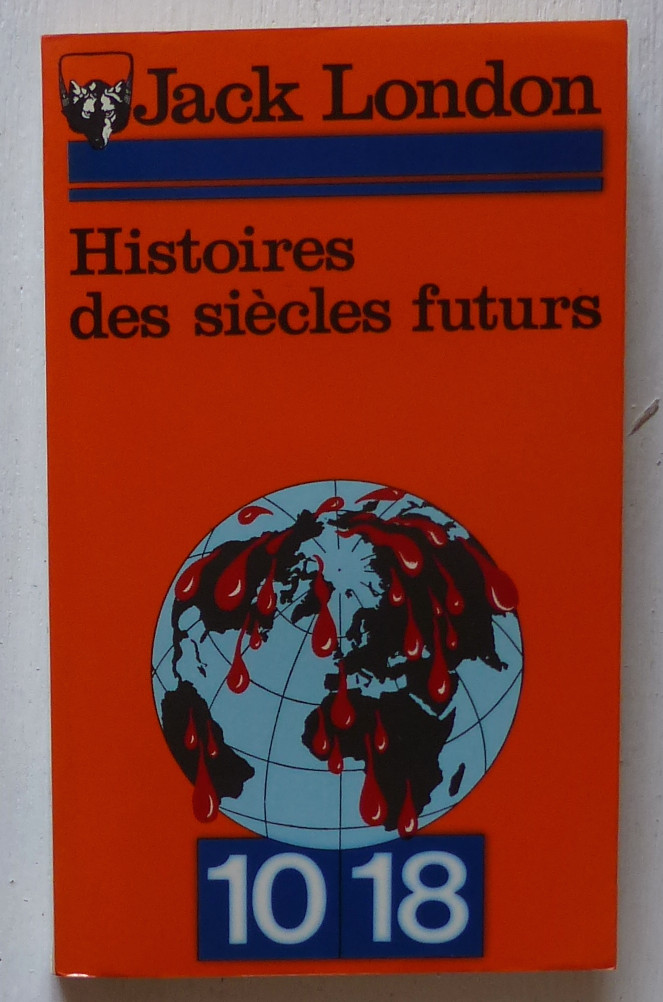 Jack London
Histoires
des siècles futurs
10 18